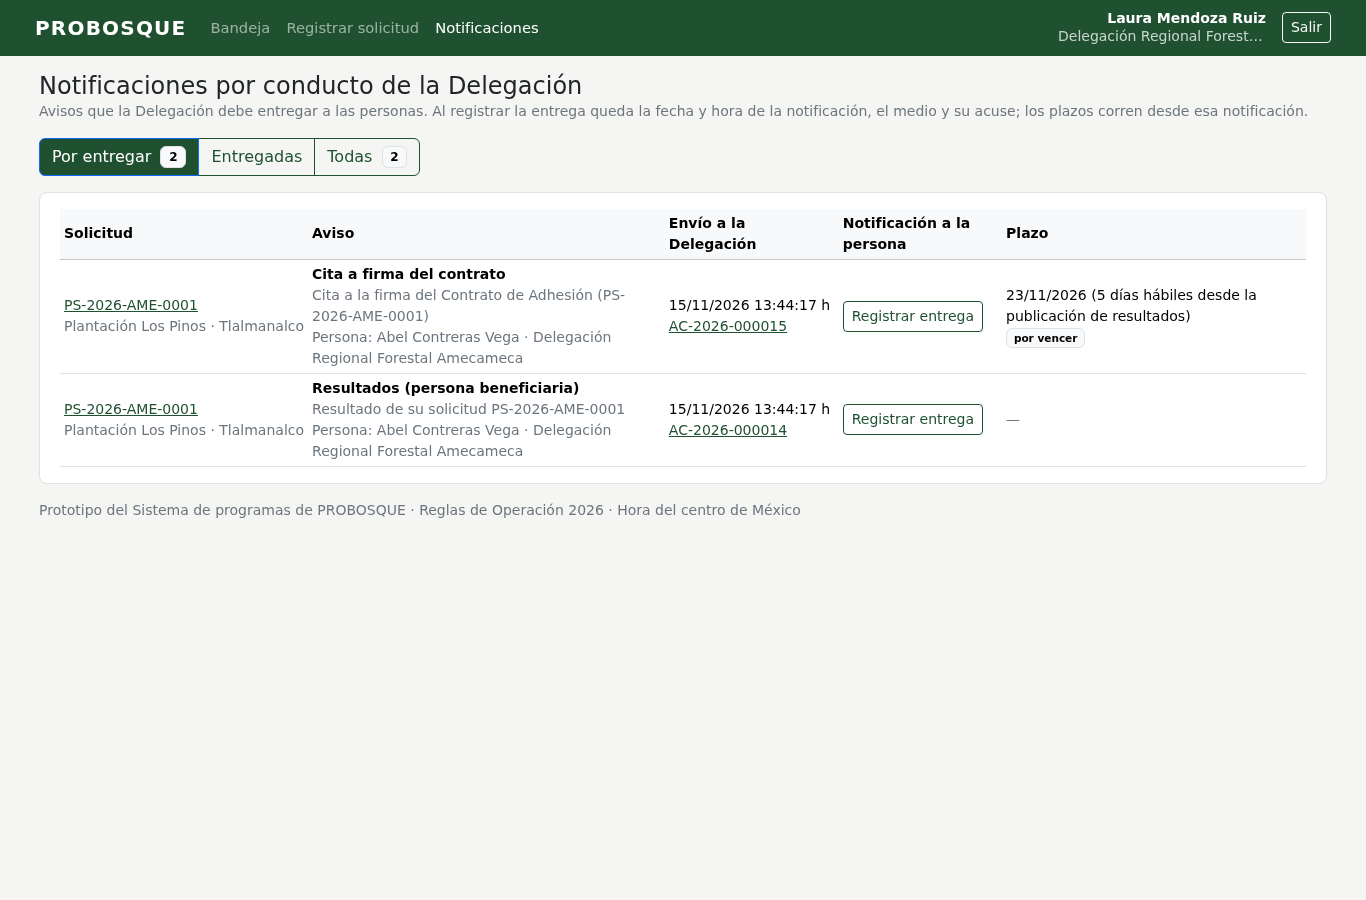 PROBOSQUE
Bandeja
Registrar solicitud
Notificaciones
Laura Mendoza Ruiz
Delegación Regional Forest…
Salir
Notificaciones por conducto de la Delegación
Avisos que la Delegación debe entregar a las personas. Al registrar la entrega queda la fecha y hora de la notificación, el medio y su acuse; los plazos corren desde esa notificación.
Por entregar 2
Entregadas
Todas 2
Solicitud
Aviso
Envío a la
Delegación
Notificación a la
persona
Plazo
PS-2026-AME-0001
Plantación Los Pinos · Tlalmanalco
Cita a firma del contrato
Cita a la firma del Contrato de Adhesión (PS-
2026-AME-0001)
Persona: Abel Contreras Vega · Delegación
Regional Forestal Amecameca
15/11/2026 13:44:17 h
AC-2026-000015
Registrar entrega
23/11/2026 (5 días hábiles desde la
publicación de resultados)
por vencer
PS-2026-AME-0001
Plantación Los Pinos · Tlalmanalco
Resultados (persona beneficiaria)
Resultado de su solicitud PS-2026-AME-0001
Persona: Abel Contreras Vega · Delegación
Regional Forestal Amecameca
15/11/2026 13:44:17 h
AC-2026-000014
Registrar entrega
—
Prototipo del Sistema de programas de PROBOSQUE · Reglas de Operación 2026 · Hora del centro de México